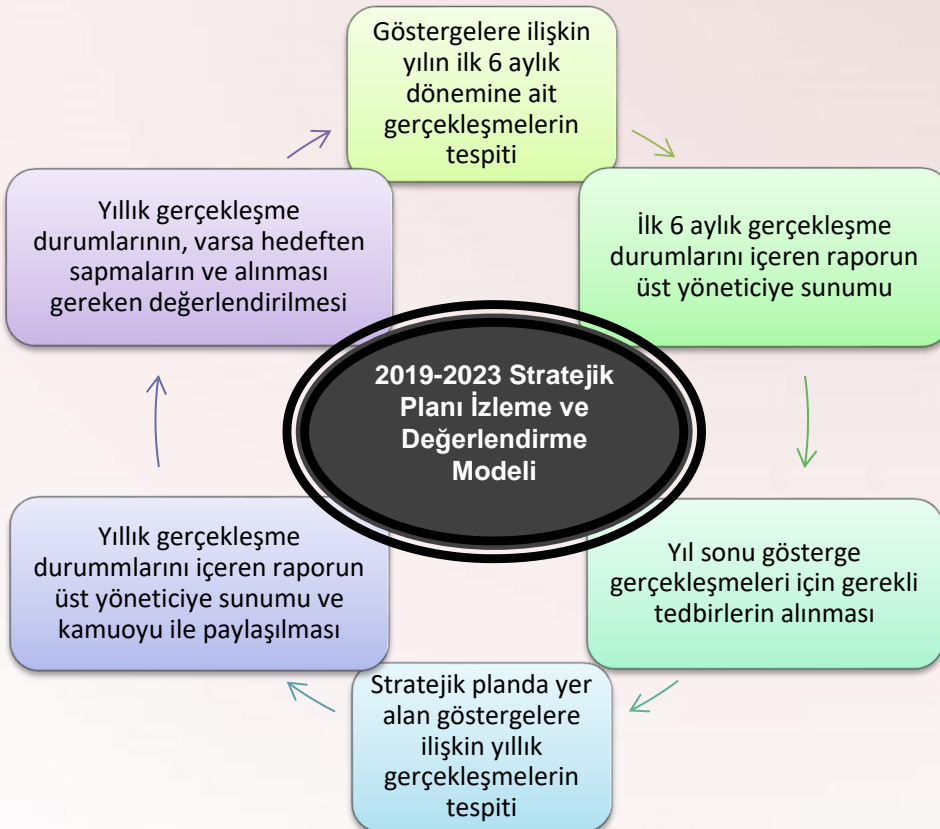 Göstergelere ilişkin
yılın ilk 6 aylık
dönemine ait
gerçekleşmelerin
tespiti
İlk 6 aylık gerçekleşme
durumlarını içeren raporun
üst yöneticiye sunumu
Yıl sonu gösterge
gerçekleşmeleri için gerekli
tedbirlerin alınması
Stratejik planda yer
alan göstergelere
ilişkin yıllık
gerçekleşmelerin
tespiti
Yıllık gerçekleşme
durummlarını içeren raporun
üst yöneticiye sunumu ve
kamuoyu ile paylaşılması
Yıllık gerçekleşme
durumlarının, varsa hedeften
sapmaların ve alınması
gereken değerlendirilmesi
2019-2023 Stratejik
Planı İzleme ve
Değerlendirme
Modeli